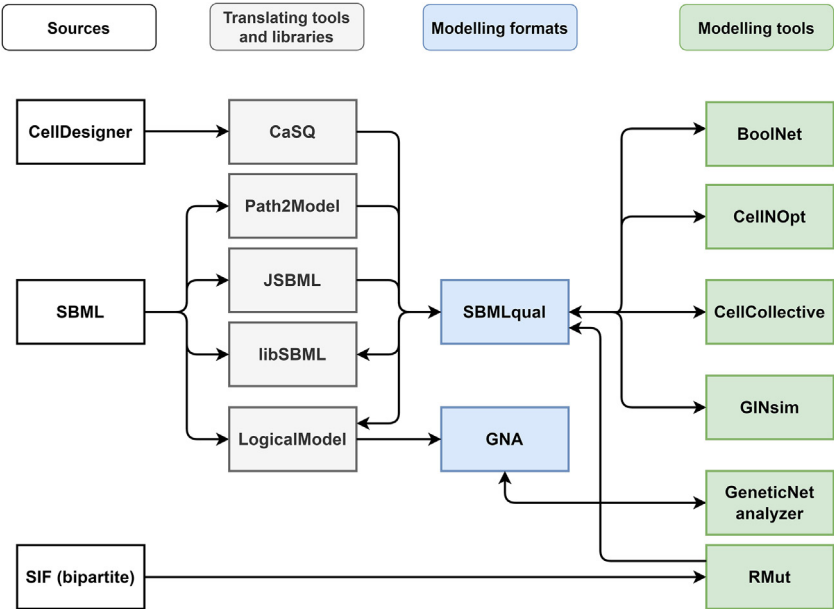 Sources
Translating tools
and libraries
Modelling formats
Modelling tools
CellDesigner
CaSQ
BoolNet
Path2Model
CellNOpt
SBML
JSBML
SBMLqual
CellCollective
libSBML
GINsim
LogicalModel
GNA
GeneticNet
analyzer
SIF (bipartite)
RMut